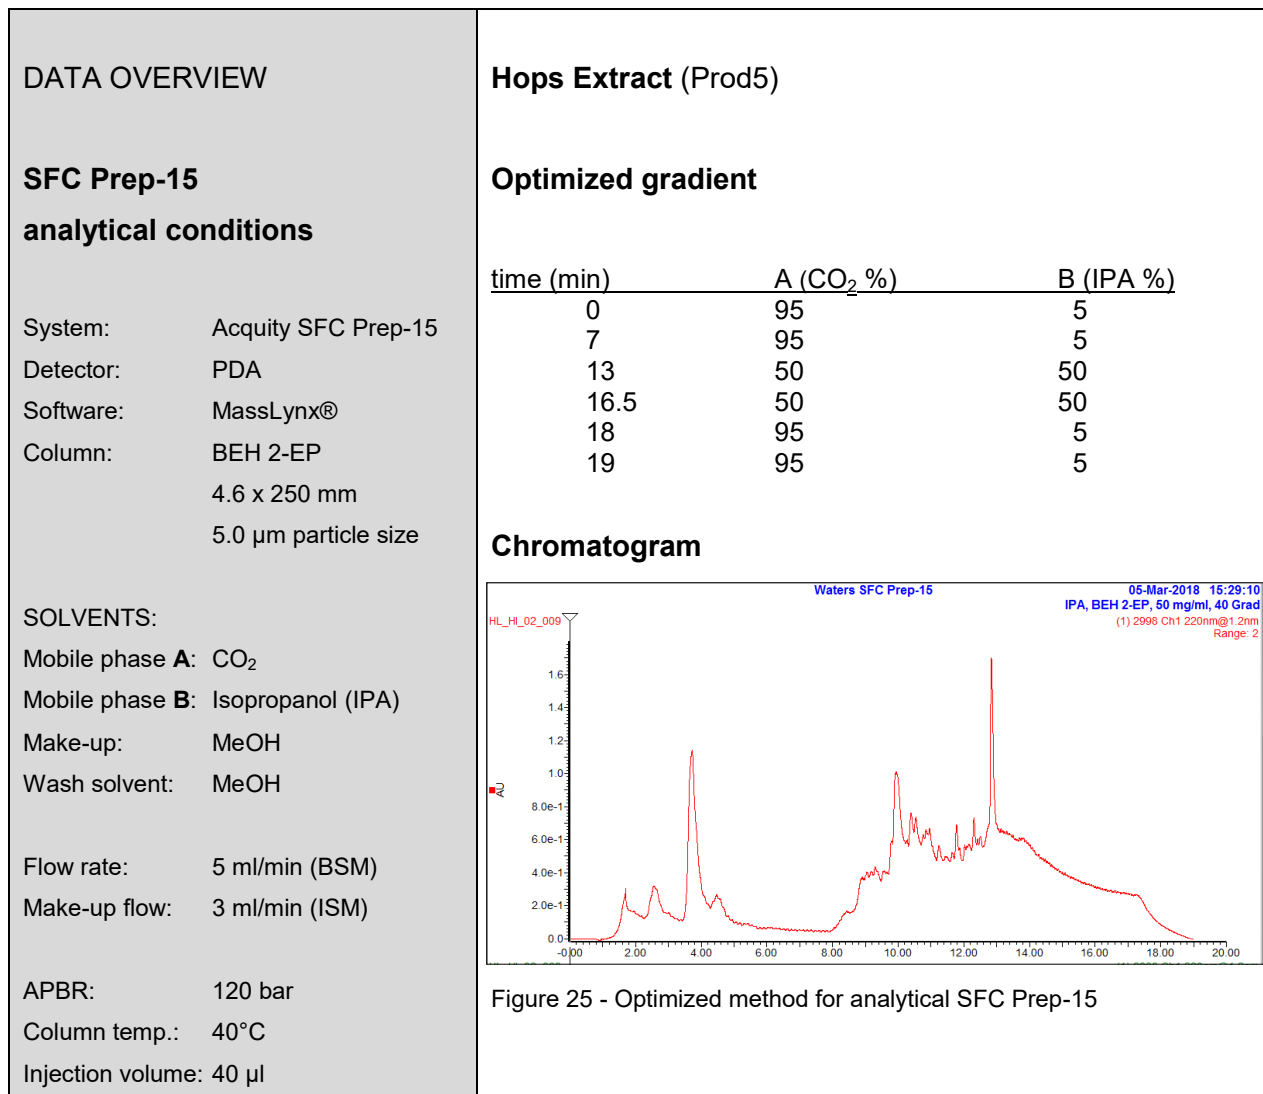 DATA OVERVIEW
SFC Prep-15
analytical conditions
System: Acquity SFC Prep-15
Detector: PDA
Software: MassLynx®
Column: BEH 2-EP
4.6 x 250 mm
5.0 µm particle size
SOLVENTS:
Mobile phase A: CO₂
Mobile phase B: Isopropanol (IPA)
Make-up: MeOH
Wash solvent: MeOH
Flow rate: 5 ml/min (BSM)
Make-up flow: 3 ml/min (ISM)
APBR: 120 bar
Column temp.: 40°C
Injection volume: 40 µl
Hops Extract (Prod5)
Optimized gradient
time (min) A (CO₂ %) B (IPA %)
0 95 5
7 95 5
13 50 50
16.5 50 50
18 95 5
19 95 5
Chromatogram
Waters SFC Prep-15 05-Mar-2018 15:29:10
IPA, BEH 2-EP, 50 mg/ml, 40 Grad
HL_HI_02_009 (1) 2998 Ch1 220nm@1.2nm
Range: 2
1.6
1.4
1.2
1.0
AU
8.0e-1
6.0e-1
4.0e-1
2.0e-1
0.0
-0.00 2.00 4.00 6.00 8.00 10.00 12.00 14.00 16.00 18.00 20.00
Figure 25 - Optimized method for analytical SFC Prep-15